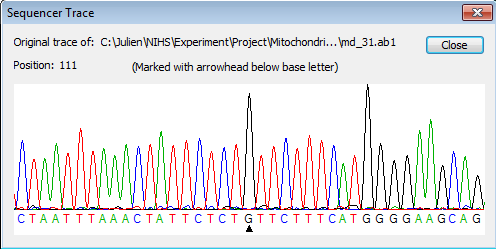 Sequencer Trace
Original trace of: C:\Julien\NIHS\Experiment\Project\Mitochondri...\md_31.ab1
Close
Position: 111 (Marked with arrowhead below base letter)
CTAATTTAAACTATTCTCTGTTCTTTCATGGGGAAGCAG